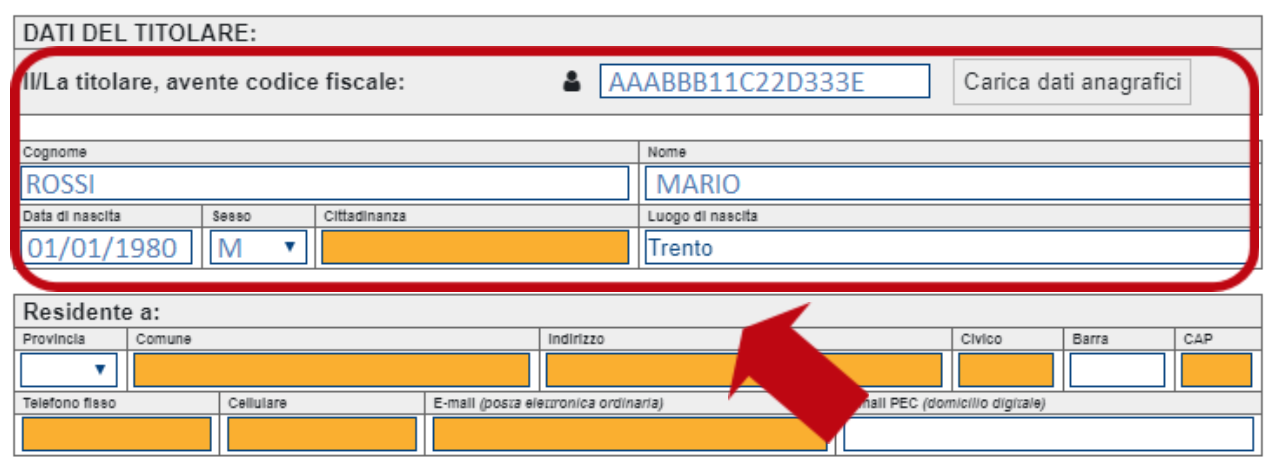 DATI DEL TITOLARE:
Il/La titolare, avente codice fiscale: AAABBB11C22D333E Carica dati anagrafici
Cognome Nome
ROSSI MARIO
Data di nascita Sesso Cittadinanza Luogo di nascita
01/01/1980 M Trento
Residente a:
Provincia Comune Indirizzo Civico Barra CAP
Telefono fisso Cellulare E-mail (posta elettronica ordinaria) mail PEC (domicilio digitale)